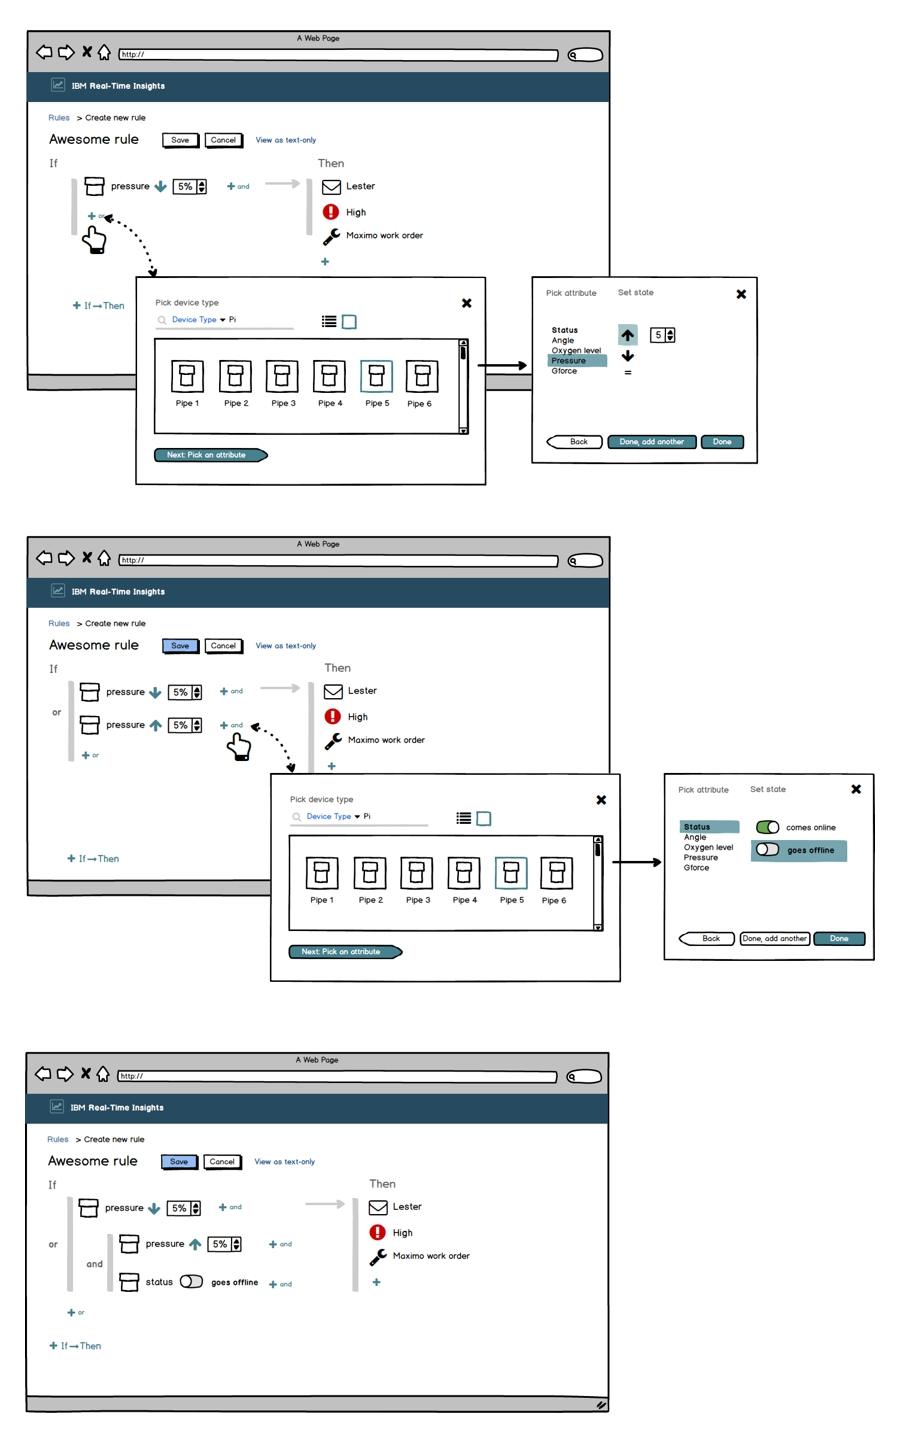 A Web Page
http://
IBM Real-Time Insights
Rules > Create new rule
Awesome rule Save Cancel View as text-only
If Then
pressure 5% + and Lester
+ or High
Maximo work order
+
+ If→Then
Pick device type
Device Type ▾ Pi
Pipe 1 Pipe 2 Pipe 3 Pipe 4 Pipe 5 Pipe 6
Next: Pick an attribute
Pick attribute Set state
Status
Angle 5
Oxygen level
Pressure
Gforce =
Back Done, add another Done
A Web Page
http://
IBM Real-Time Insights
Rules > Create new rule
Awesome rule Save Cancel View as text-only
If Then
pressure 5% + and Lester
or High
pressure 5% + and
Maximo work order
+ or
+
+ If→Then
Pick device type
Device Type ▾ Pi
Pipe 1 Pipe 2 Pipe 3 Pipe 4 Pipe 5 Pipe 6
Next: Pick an attribute
Pick attribute Set state
Status comes online
Angle
Oxygen level goes offline
Pressure
Gforce
Back Done, add another Done
A Web Page
http://
IBM Real-Time Insights
Rules > Create new rule
Awesome rule Save Cancel View as text-only
If Then
pressure 5% + and Lester
High
or pressure 5% + and
Maximo work order
and
status goes offline + and
+
+ or
+ If→Then